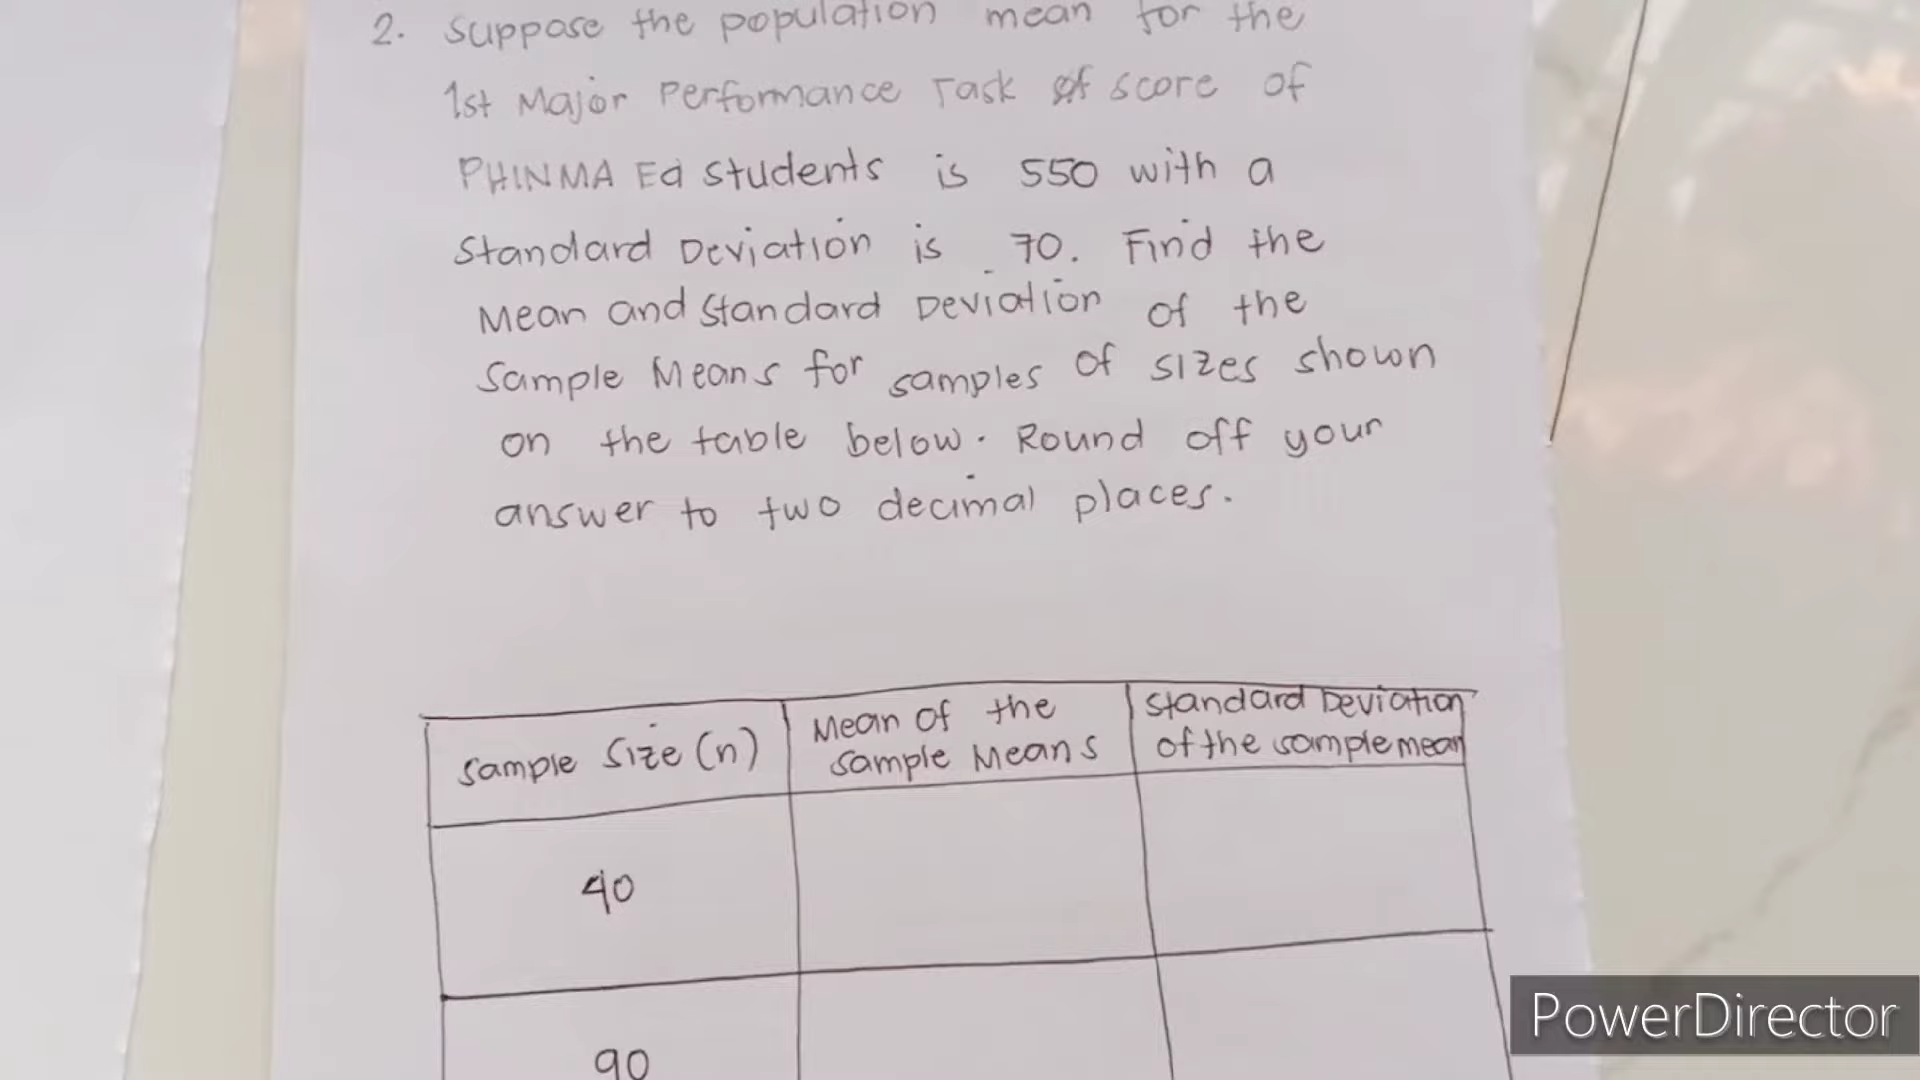 2. Suppose the population mean for the
1st Major Performance Task of score of
PHINMA Ed students is 550 with a
Standard Deviation is 70. Find the
Mean and Standard Deviation of the
Sample Means for samples of sizes shown
on the table below. Round off your
answer to two decimal places.
Sample Size (n)
Mean of the
Sample Means
Standard Deviation
of the sample mean
40
90
PowerDirector